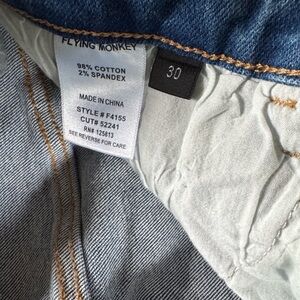 FLYING MONKEY
30
98% COTTON
2% SPANDEX
MADE IN CHINA
STYLE # F4155
CUT# 52241
RN# 125613
SEE REVERSE FOR CARE